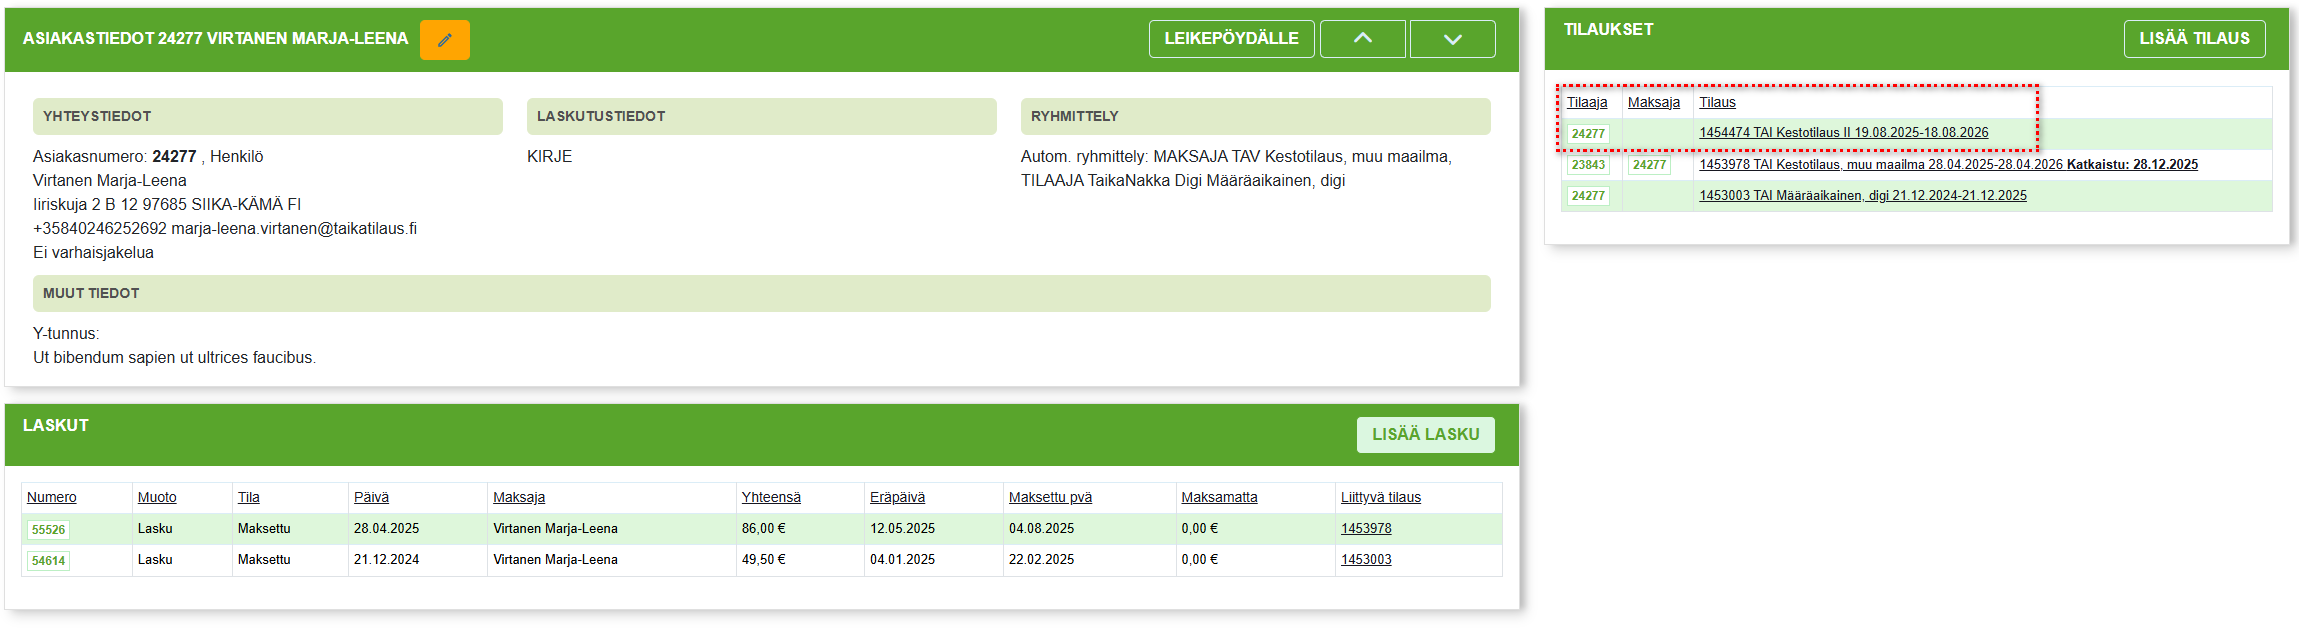 ASIAKASTIEDOT 24277 VIRTANEN MARJA-LEENA
LEIKEPÖYDÄLLE
YHTEYSTIEDOT
Asiakasnumero: 24277 , Henkilö
Virtanen Marja-Leena
Iiriskuja 2 B 12 97685 SIIKA-KÄMÄ FI
+35840246252692 marja-leena.virtanen@taikatilaus.fi
Ei varhaisjakelua
LASKUTUSTIEDOT
KIRJE
RYHMITTELY
Autom. ryhmittely: MAKSAJA TAV Kestotilaus, muu maailma,
TILAAJA TaikaNakka Digi Määräaikainen, digi
MUUT TIEDOT
Y-tunnus:
Ut bibendum sapien ut ultrices faucibus.
LASKUT
LISÄÄ LASKU
Numero Muoto Tila Päivä Maksaja Yhteensä Eräpäivä Maksettu pvä Maksamatta Liittyvä tilaus
55526 Lasku Maksettu 28.04.2025 Virtanen Marja-Leena 86,00 € 12.05.2025 04.08.2025 0,00 € 1453978
54614 Lasku Maksettu 21.12.2024 Virtanen Marja-Leena 49,50 € 04.01.2025 22.02.2025 0,00 € 1453003
TILAUKSET
LISÄÄ TILAUS
Tilaaja Maksaja Tilaus
24277 1454474 TAI Kestotilaus II 19.08.2025-18.08.2026
23843 24277 1453978 TAI Kestotilaus, muu maailma 28.04.2025-28.04.2026 Katkaistu: 28.12.2025
24277 1453003 TAI Määräaikainen, digi 21.12.2024-21.12.2025